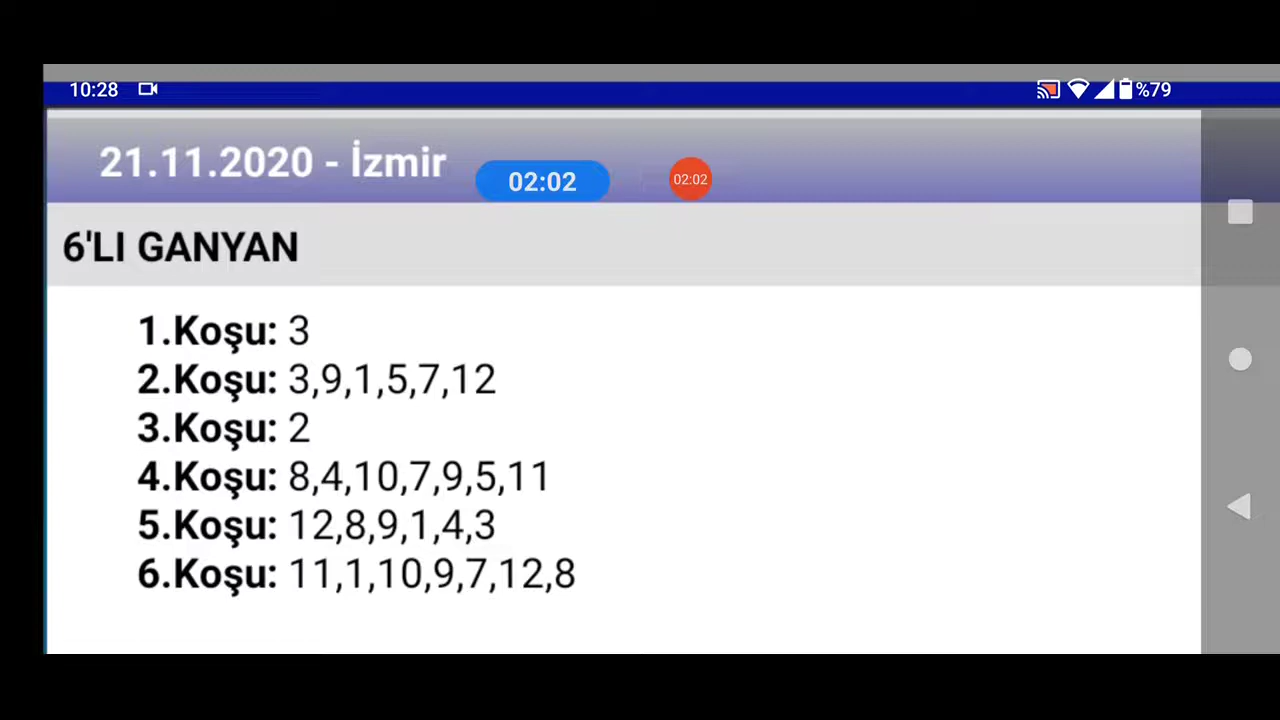 10:28 %79
21.11.2020 - İzmir 02:02 02:02
6'LI GANYAN
1.Koşu: 3
2.Koşu: 3,9,1,5,7,12
3.Koşu: 2
4.Koşu: 8,4,10,7,9,5,11
5.Koşu: 12,8,9,1,4,3
6.Koşu: 11,1,10,9,7,12,8